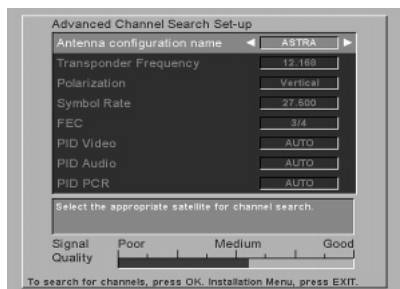 Advanced Channel Search Set-up
Antenna configuration name ◄ ASTRA ►
Transponder Frequency 12.168
Polarization Vertical
Symbol Rate 27.500
FEC 3/4
PID Video AUTO
PID Audio AUTO
PID PCR AUTO
Select the appropriate satellite for channel search.
Signal Quality Poor Medium Good
To search for channels, press OK. Installation Menu, press EXIT.